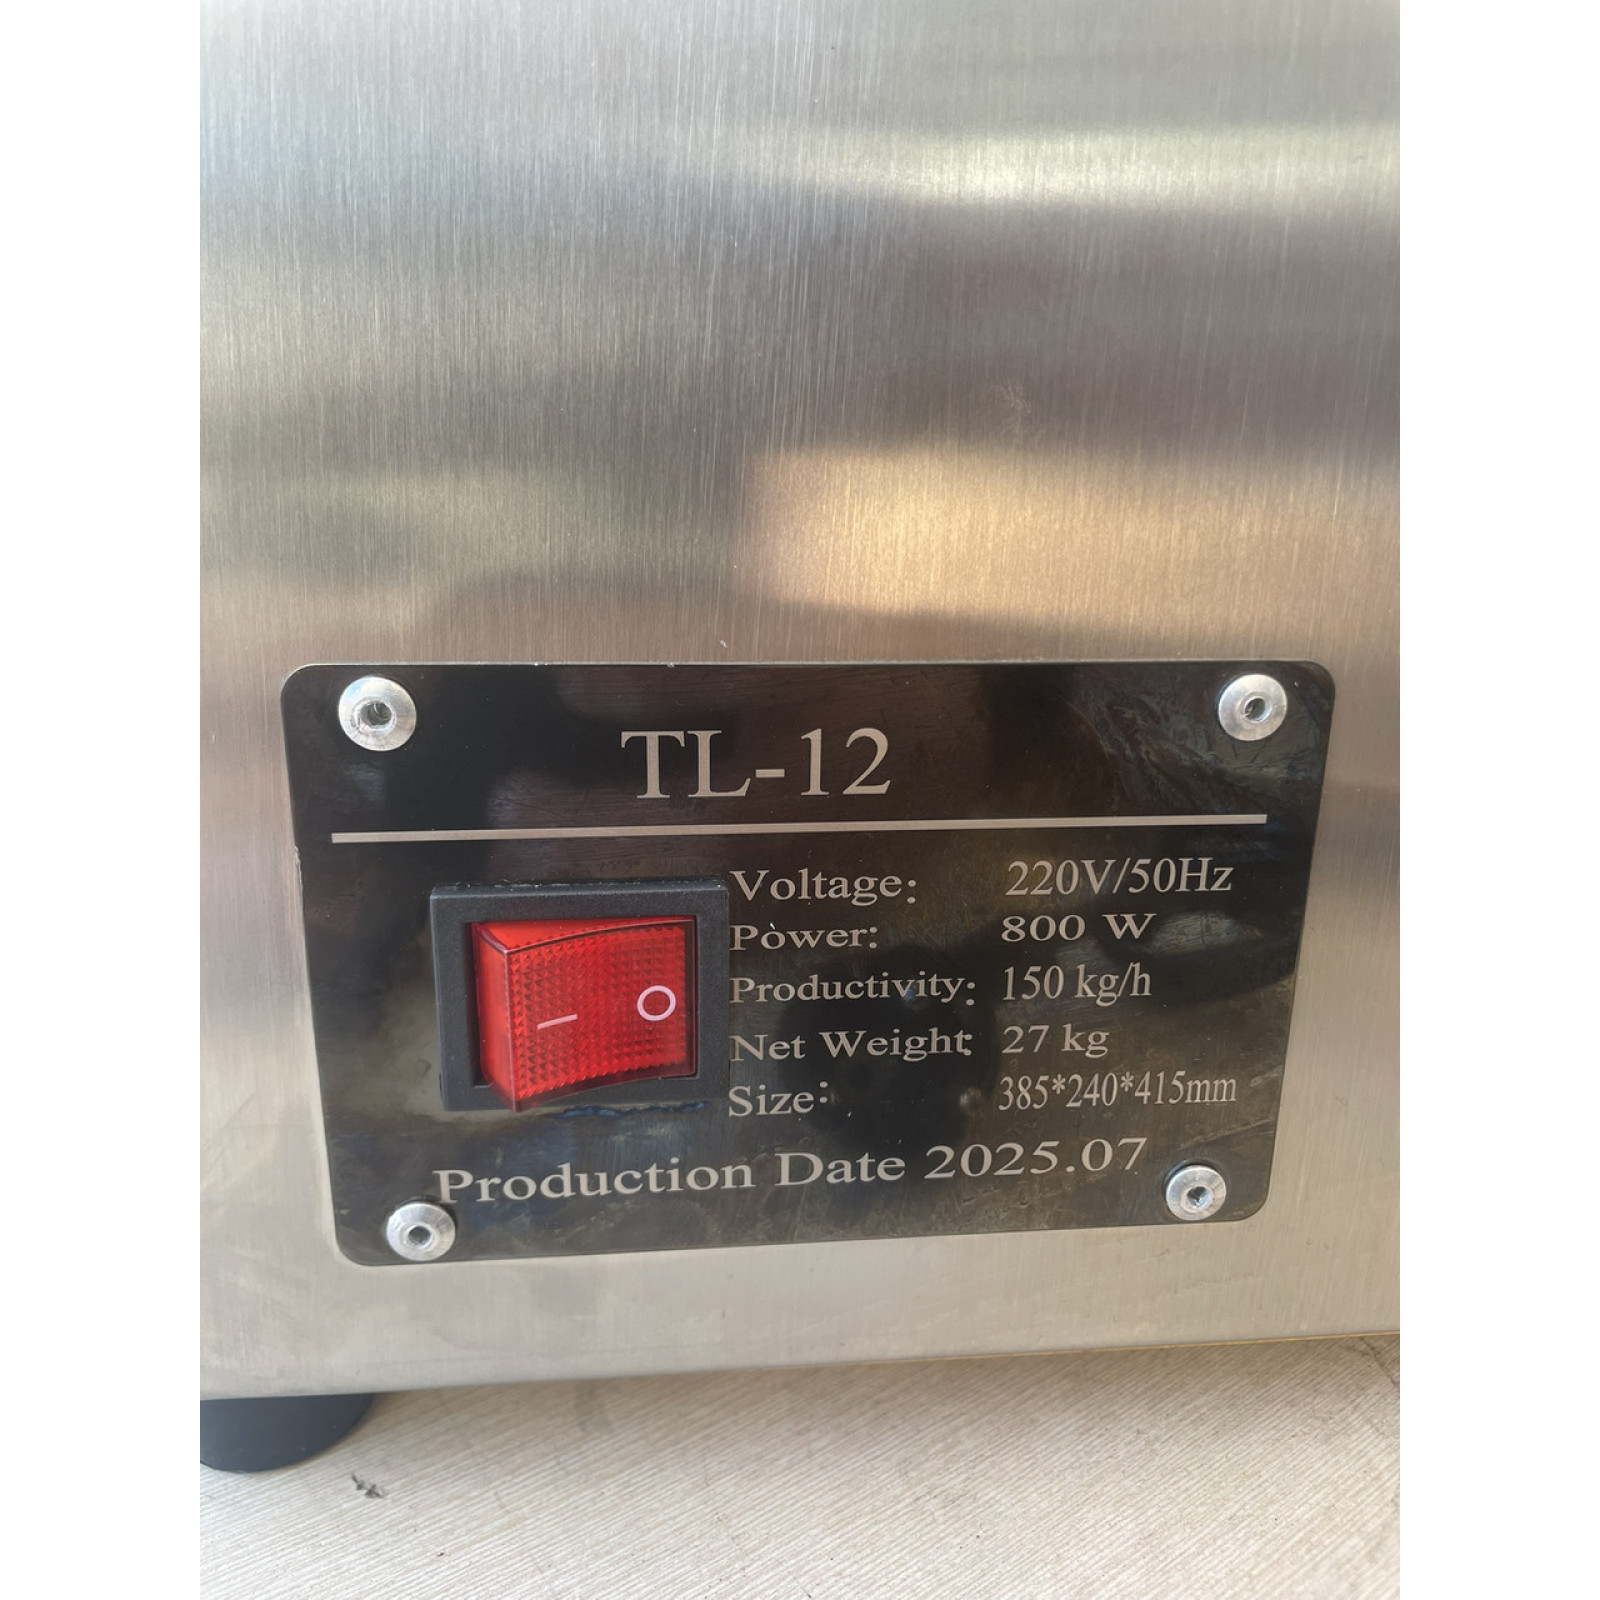 TL-12
Voltage: 220V/50Hz
Power: 800 W
Productivity: 150 kg/h
Net Weight: 27 kg
Size: 385*240*415mm
Production Date 2025.07